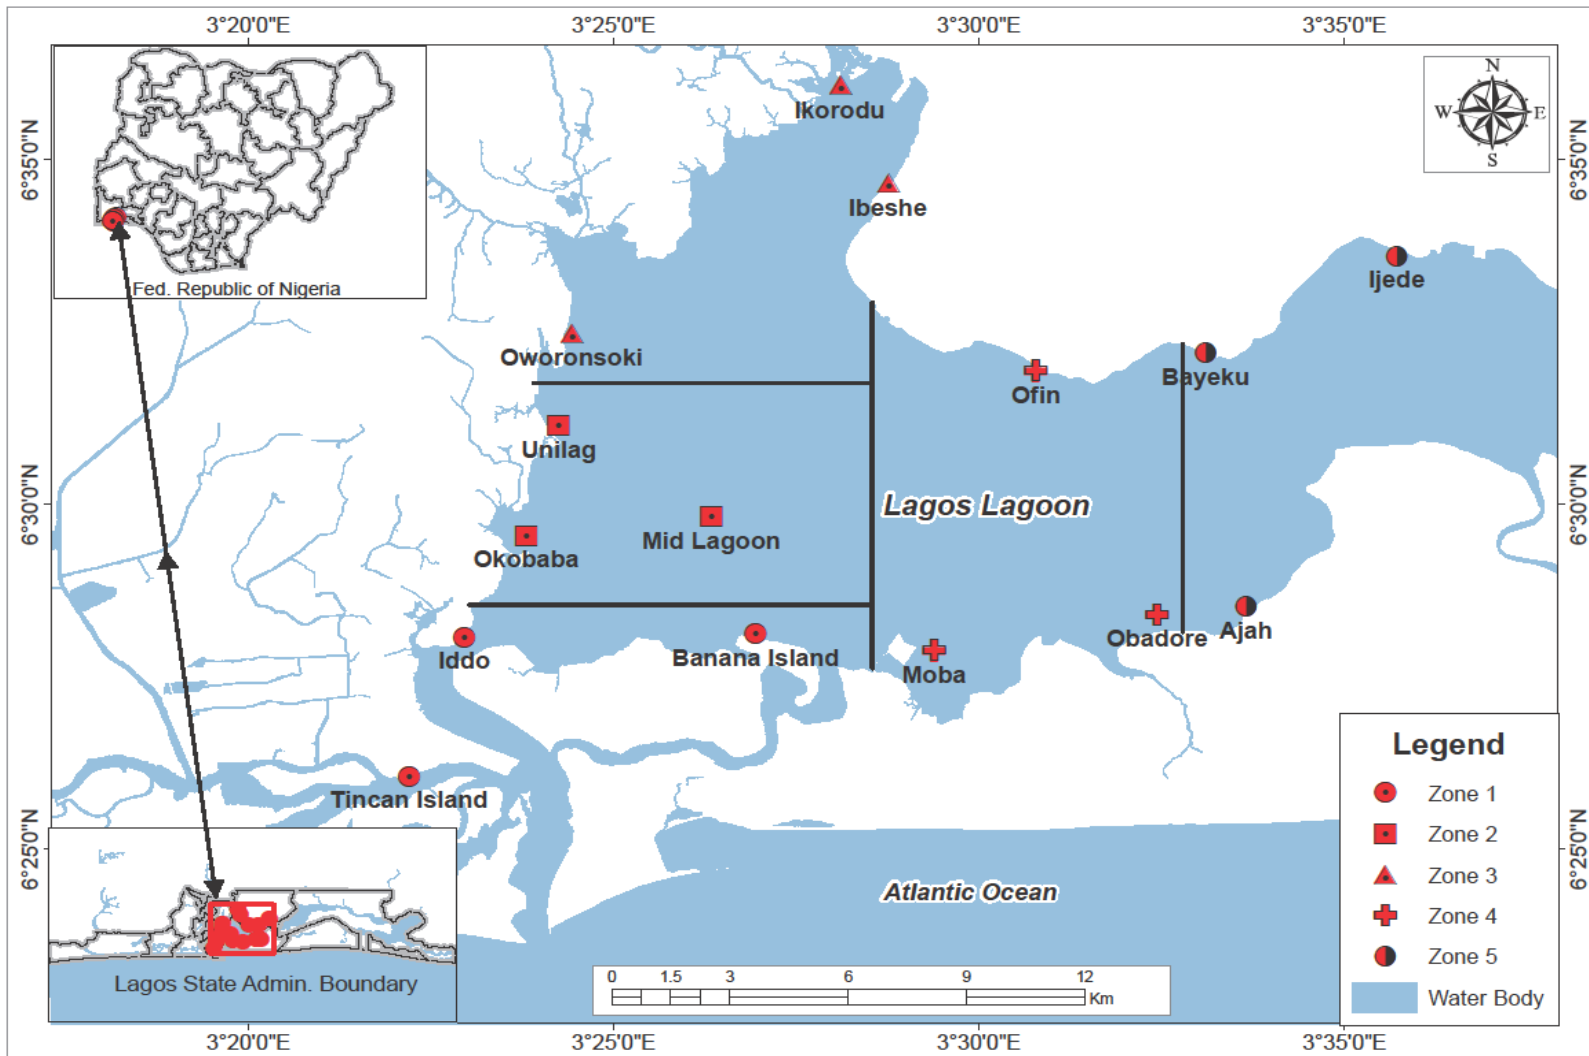 3°20'0"E
3°25'0"E
3°30'0"E
3°35'0"E
6°35'0"N
6°30'0"N
6°25'0"N
6°35'0"N
6°30'0"N
6°25'0"N
Fed. Republic of Nigeria
N
W
E
S
Ikorodu
Ibeshe
Ijede
Oworonsoki
Bayeku
Ofin
Unilag
Lagos Lagoon
Mid Lagoon
Okobaba
Iddo
Banana Island
Moba
Obadore
Ajah
Tincan Island
Atlantic Ocean
Lagos State Admin. Boundary
0 1.5 3 6 9 12
Km
Legend
Zone 1
Zone 2
Zone 3
Zone 4
Zone 5
Water Body
3°20'0"E
3°25'0"E
3°30'0"E
3°35'0"E